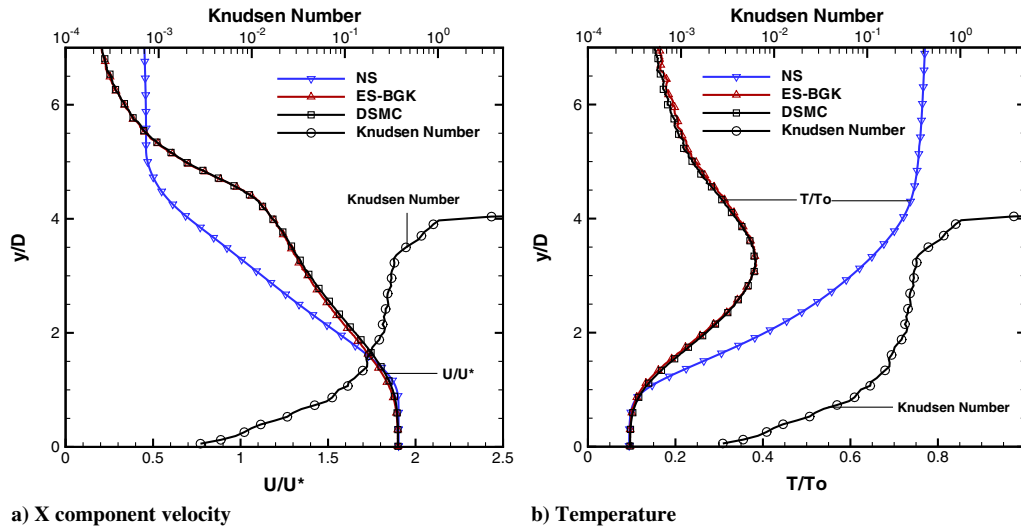 Knudsen Number
10⁻⁴ 10⁻³ 10⁻² 10⁻¹ 10⁰
NS
ES-BGK
DSMC
Knudsen Number
Knudsen Number
U/U*
y/D
0 2 4 6
0 0.5 1 1.5 2 2.5
U/U*
a) X component velocity
Knudsen Number
10⁻⁴ 10⁻³ 10⁻² 10⁻¹ 10⁰
NS
ES-BGK
DSMC
Knudsen Number
T/To
Knudsen Number
y/D
0 2 4 6
0 0.2 0.4 0.6 0.8
T/To
b) Temperature